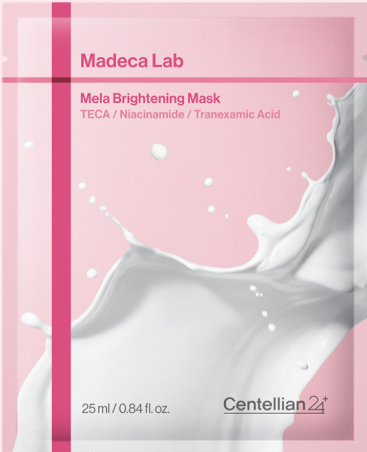 Madeca Lab
Mela Brightening Mask
TECA / Niacinamide / Tranexamic Acid
25 ml / 0.84 fl. oz.
Centellian24+